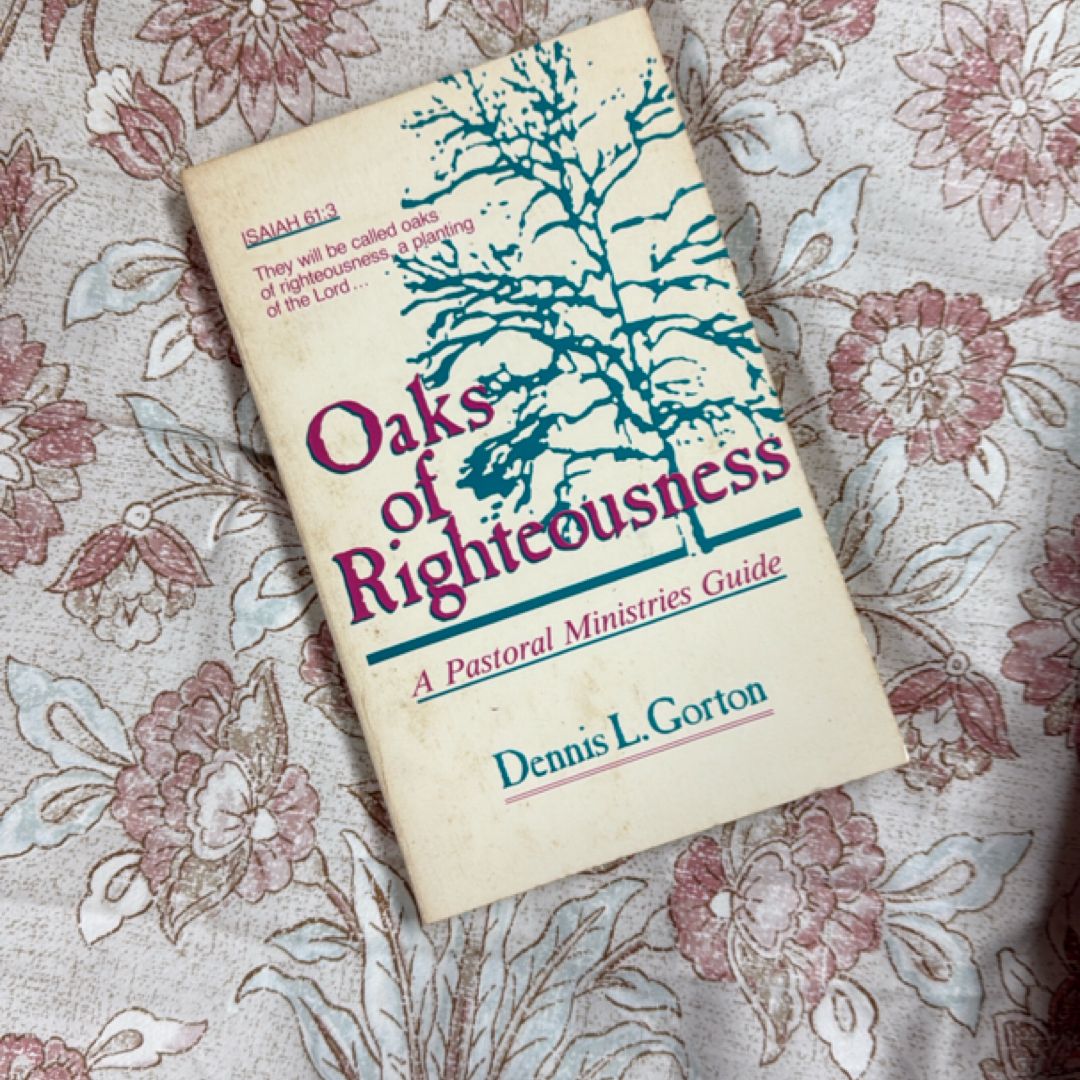 ISAIAH 61:3
They will be called oaks
of righteousness, a planting
of the Lord...
Oaks
of
Righteousness
A Pastoral Ministries Guide
Dennis L. Gorton